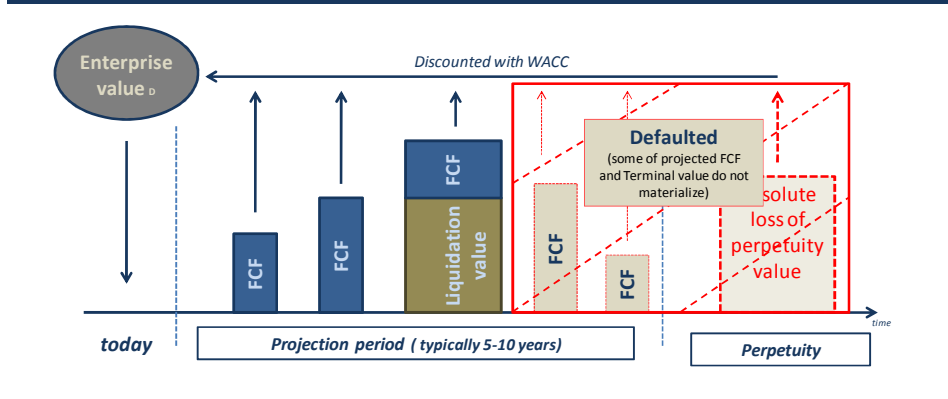 Enterprise
value D
Discounted with WACC
Defaulted
(some of projected FCF
and Terminal value do not
materialize)
FCF
FCF
FCF
Liquidation
value
FCF
FCF
solute
loss of
perpetuity
value
time
today
Projection period ( typically 5-10 years)
Perpetuity